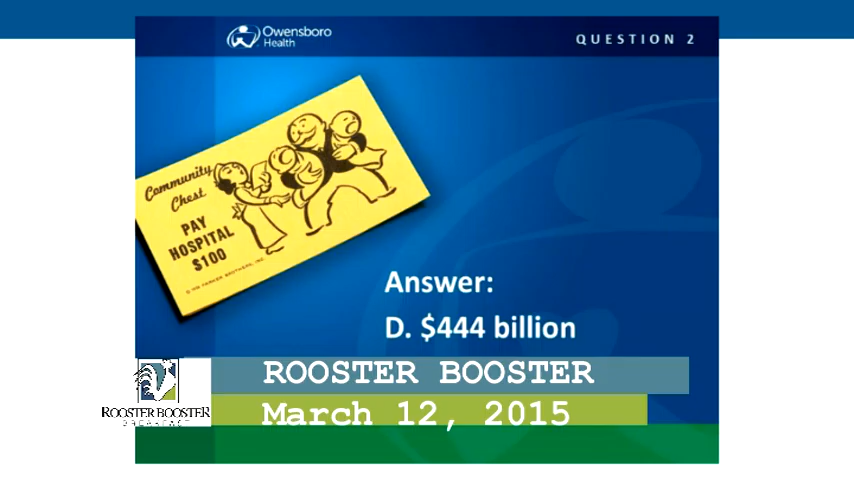 Owensboro
Health
QUESTION 2
Community
Chest
PAY
HOSPITAL
$100
Answer:
D. $444 billion
ROOSTER BOOSTER
March 12, 2015
ROOSTER BOOSTER
BREAKFAST